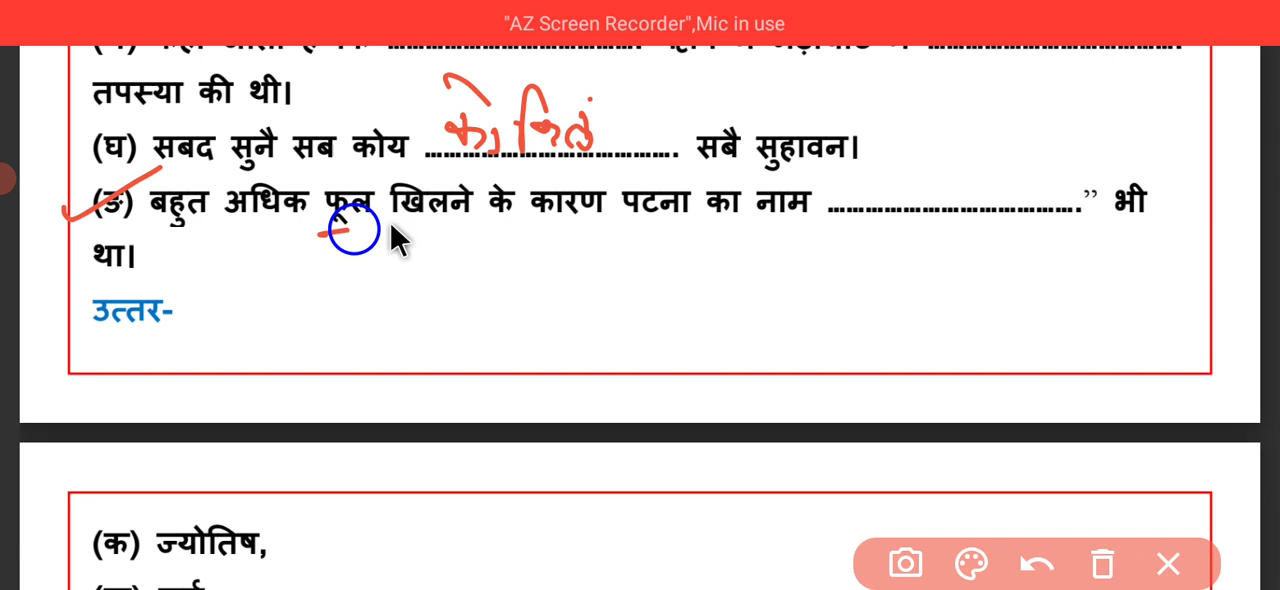 "AZ Screen Recorder",Mic in use
तपस्या की थी।
(घ) सबद सुनै सब कोय कोकिल ............................................. सबै सुहावन।
(ङ) बहुत अधिक फूल खिलने के कारण पटना का नाम .............................................” भी
था।
उत्तर-
(क) ज्योतिष,